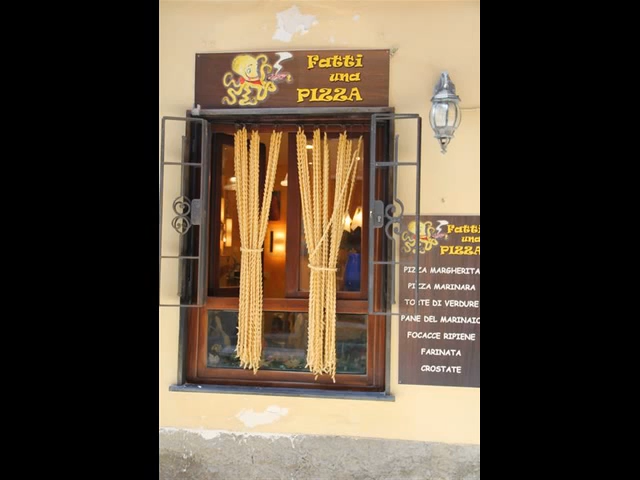 Fatti
una
PIZZA
Fatti
una
PIZZA
PIZZA MARGHERITA
PIZZA MARINARA
TORTE DI VERDURE
PANE DEL MARINAIO
FOCACCE RIPIENE
FARINATA
CROSTATE